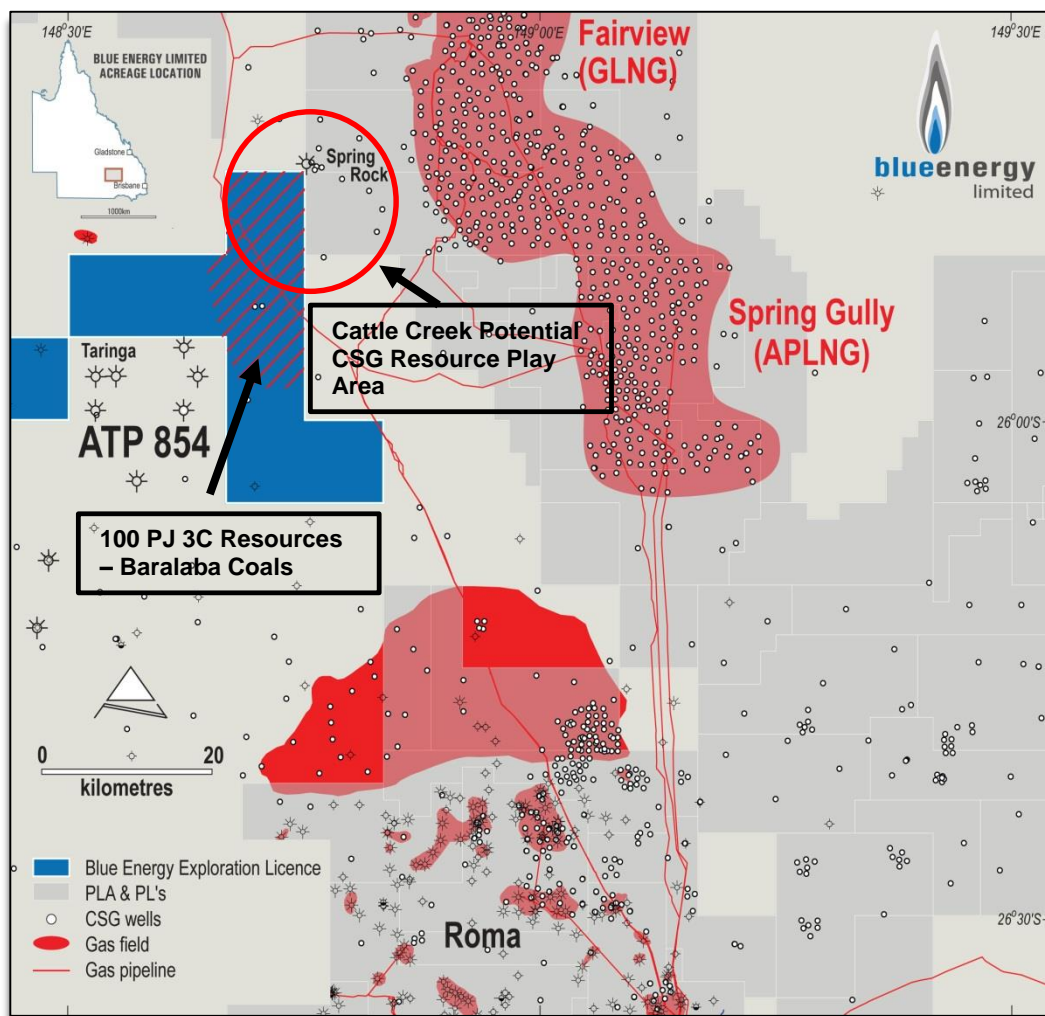 148°30'E
149°00'E
149°30'E
BLUE ENERGY LIMITED
ACREAGE LOCATION
Gladstone
Brisbane
1000km
Fairview
(GLNG)
blueenergy
limited
Spring
Rock
Cattle Creek Potential
CSG Resource Play
Area
Spring Gully
(APLNG)
Taringa
ATP 854
26°00'S
100 PJ 3C Resources
– Baralaba Coals
0 20
kilometres
Blue Energy Exploration Licence
PLA & PL's
CSG wells
Gas field
Gas pipeline
Roma
26°30'S